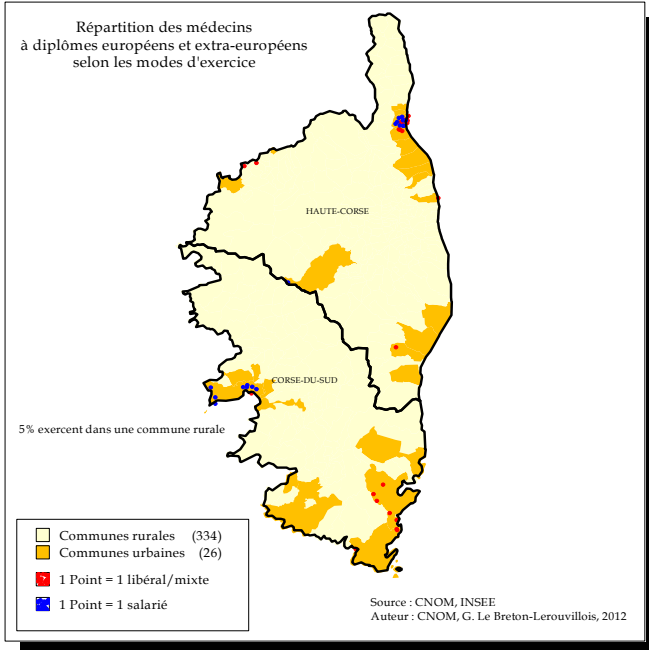 Répartition des médecins
à diplômes européens et extra-européens
selon les modes d'exercice
HAUTE-CORSE
CORSE-DU-SUD
5% exercent dans une commune rurale
Communes rurales (334)
Communes urbaines (26)
1 Point = 1 libéral/mixte
1 Point = 1 salarié
Source : CNOM, INSEE
Auteur : CNOM, G. Le Breton-Lerouvillois, 2012